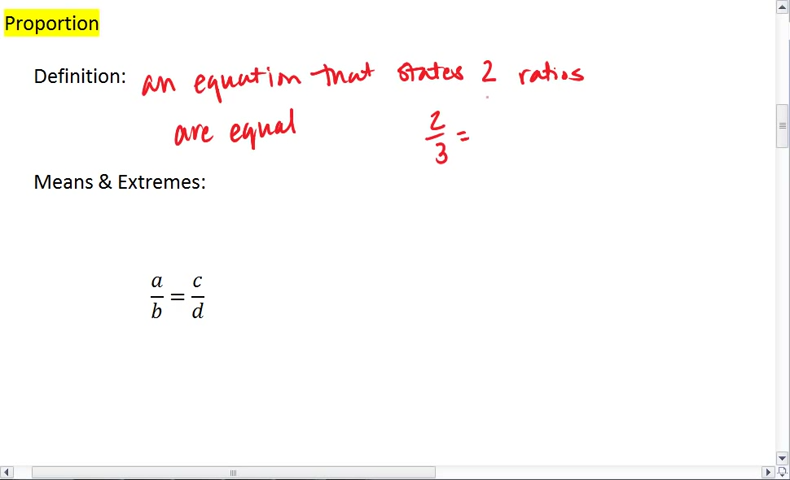 Proportion
Definition: an equation that states 2 ratios
are equal 2/3 =
Means & Extremes:
a/b = c/d